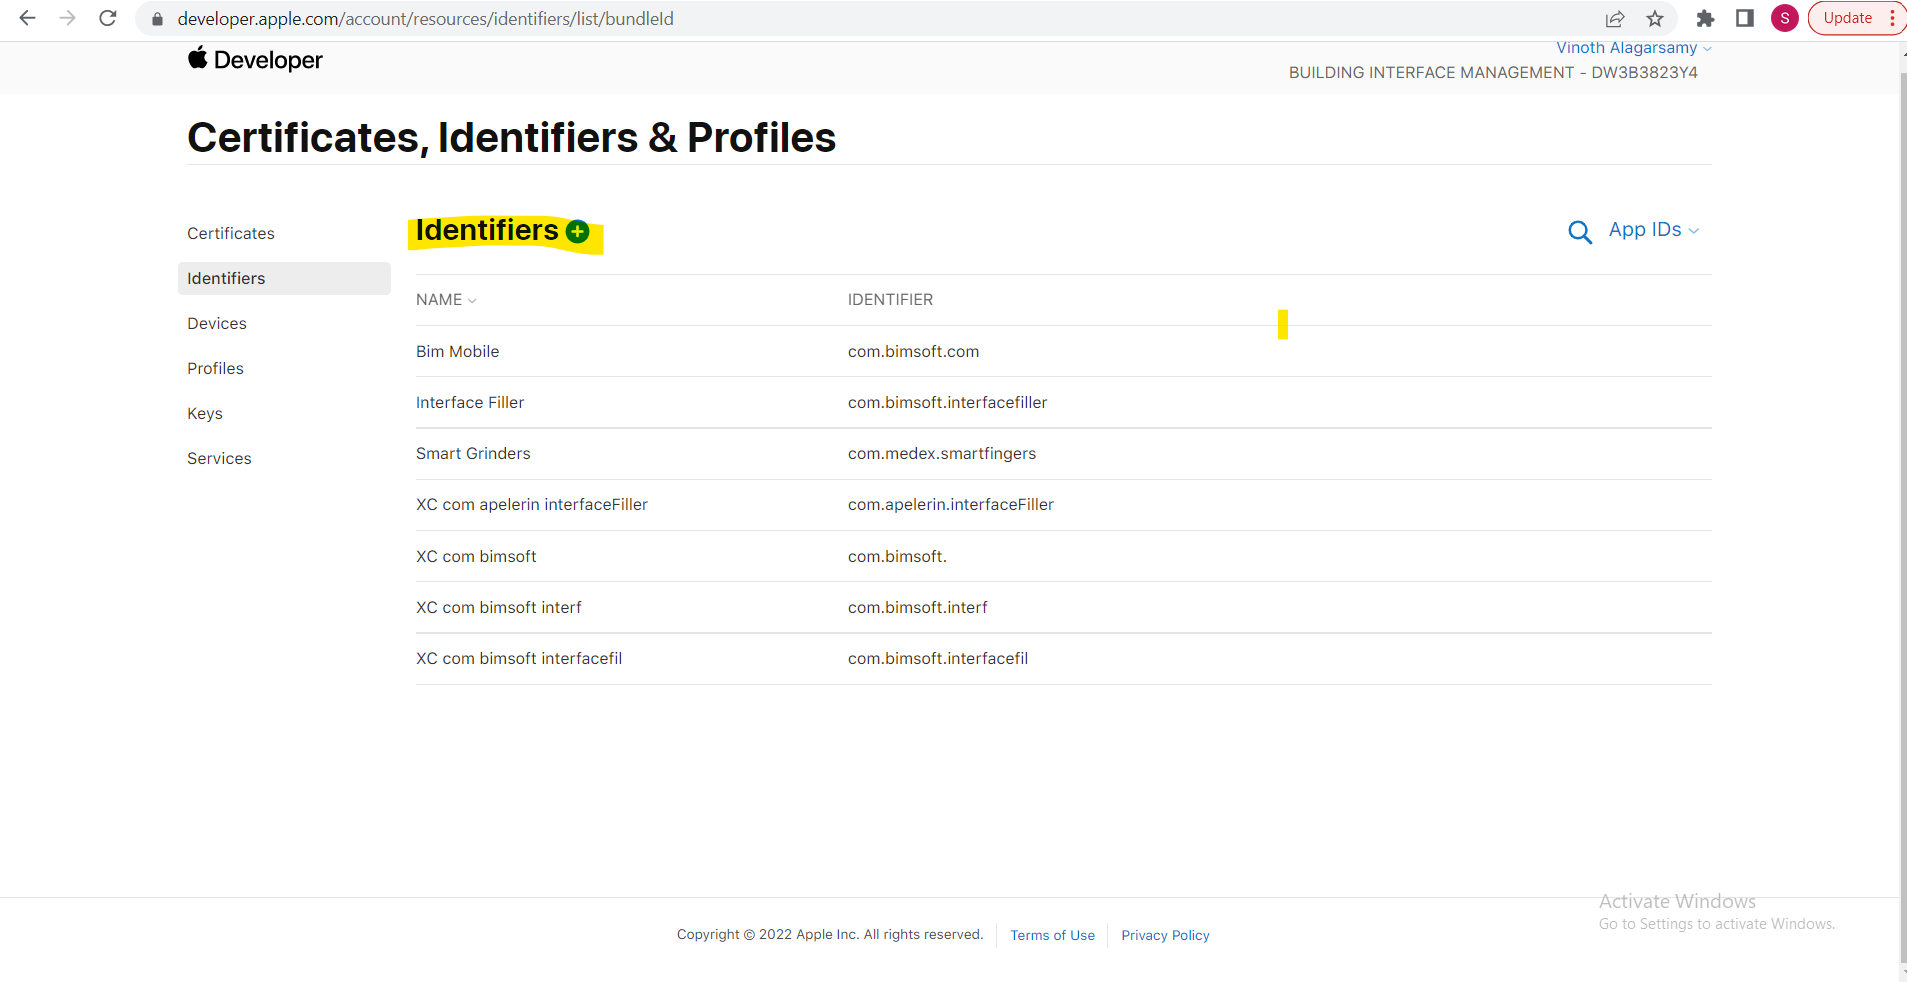 developer.apple.com/account/resources/identifiers/list/bundleId
S
Update
Developer
Vinoth Alagarsamy
BUILDING INTERFACE MANAGEMENT - DW3B3823Y4
Certificates, Identifiers & Profiles
Certificates
Identifiers
Devices
Profiles
Keys
Services
Identifiers
App IDs
NAME IDENTIFIER
Bim Mobile com.bimsoft.com
Interface Filler com.bimsoft.interfacefiller
Smart Grinders com.medex.smartfingers
XC com apelerin interfaceFiller com.apelerin.interfaceFiller
XC com bimsoft com.bimsoft.
XC com bimsoft interf com.bimsoft.interf
XC com bimsoft interfacefil com.bimsoft.interfacefil
Activate Windows
Go to Settings to activate Windows.
Copyright © 2022 Apple Inc. All rights reserved. Terms of Use Privacy Policy